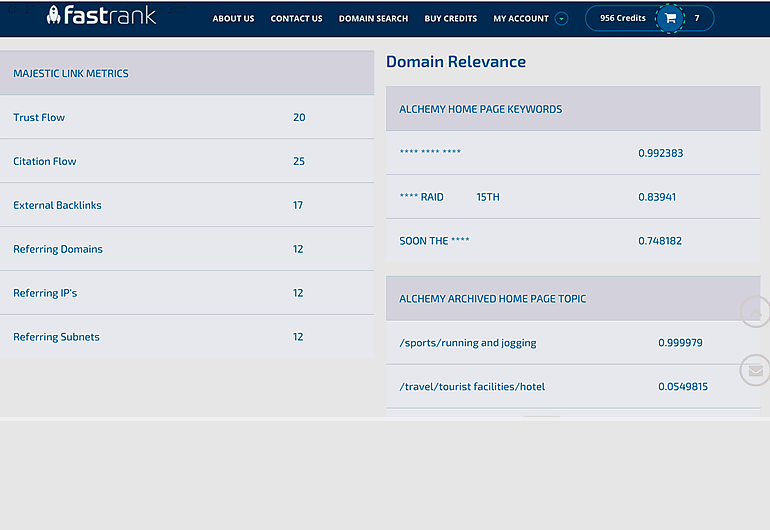 fastrank
ABOUT US CONTACT US DOMAIN SEARCH BUY CREDITS MY ACCOUNT 956 Credits 7
MAJESTIC LINK METRICS
Trust Flow 20
Citation Flow 25
External Backlinks 17
Referring Domains 12
Referring IP's 12
Referring Subnets 12
Domain Relevance
ALCHEMY HOME PAGE KEYWORDS
**** **** **** 0.992383
**** RAID 15TH 0.83941
SOON THE **** 0.748182
ALCHEMY ARCHIVED HOME PAGE TOPIC
/sports/running and jogging 0.999979
/travel/tourist facilities/hotel 0.0549815